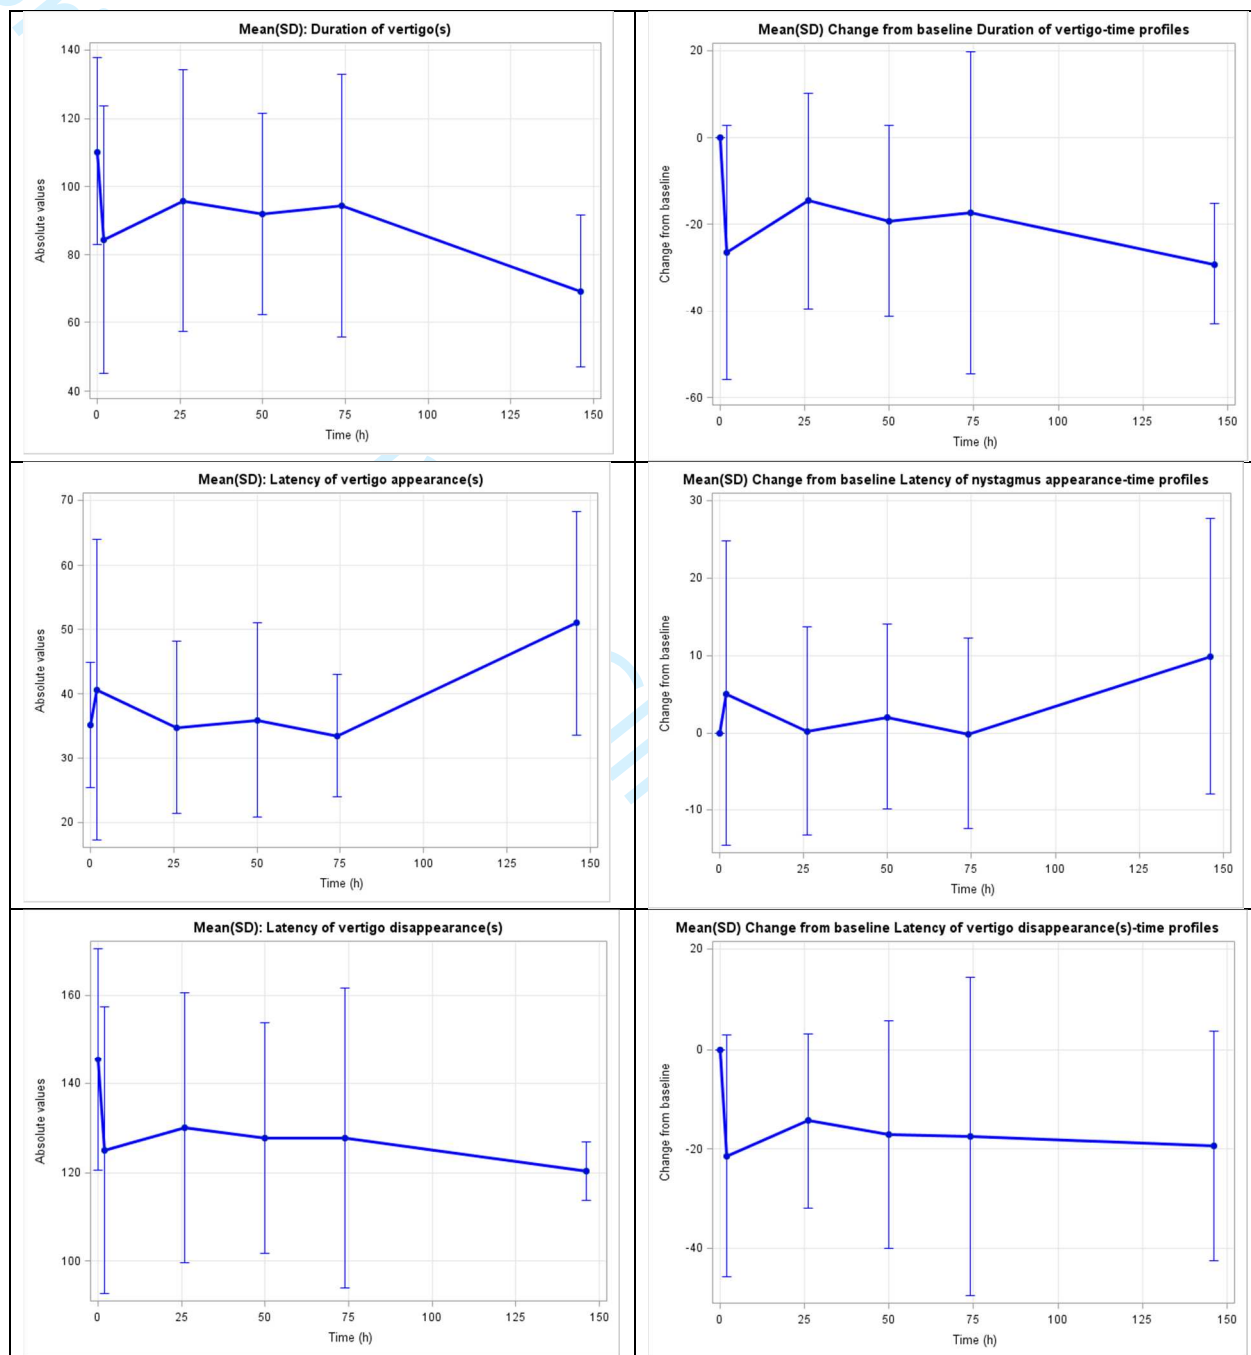 Mean(SD): Duration of vertigo(s)
140
120
100
80
60
40
Absolute values
0 25 50 75 100 125 150
Time (h)
Mean(SD) Change from baseline Duration of vertigo-time profiles
20
0
-20
-40
-60
Change from baseline
0 25 50 75 100 125 150
Time (h)
Mean(SD): Latency of vertigo appearance(s)
70
60
50
40
30
20
Absolute values
0 25 50 75 100 125 150
Time (h)
Mean(SD) Change from baseline Latency of nystagmus appearance-time profiles
30
20
10
0
-10
Change from baseline
0 25 50 75 100 125 150
Time (h)
Mean(SD): Latency of vertigo disappearance(s)
160
140
120
100
Absolute values
0 25 50 75 100 125 150
Time (h)
Mean(SD) Change from baseline Latency of vertigo disappearance(s)-time profiles
20
0
-20
-40
Change from baseline
0 25 50 75 100 125 150
Time (h)